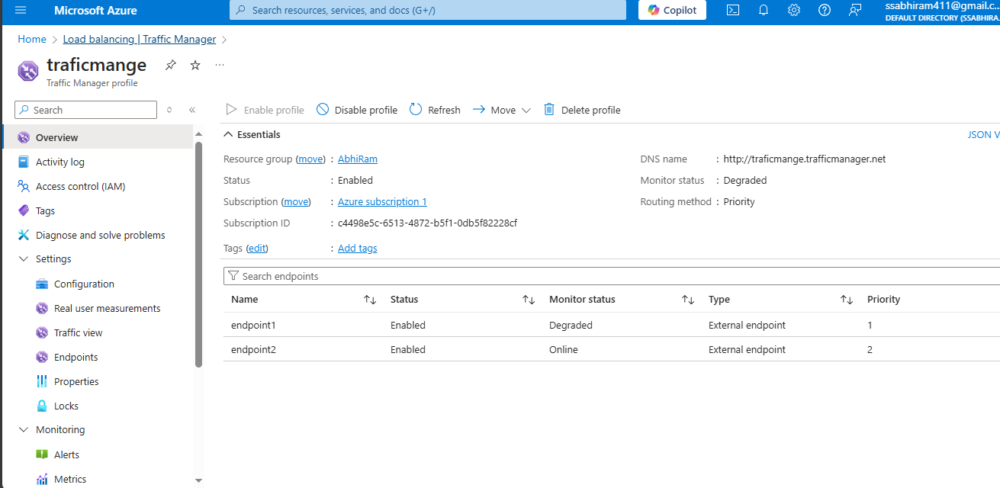 Microsoft Azure
Search resources, services, and docs (G+/)
Copilot
ssabhiram411@gmail.c...
DEFAULT DIRECTORY (SSABHIRA...
Home > Load balancing | Traffic Manager >
traficmange
Traffic Manager profile
Search
Enable profile
Disable profile
Refresh
Move
Delete profile
Overview
Activity log
Access control (IAM)
Tags
Diagnose and solve problems
Settings
Configuration
Real user measurements
Traffic view
Endpoints
Properties
Locks
Monitoring
Alerts
Metrics
Essentials
JSON V
Resource group (move) : AbhiRam
Status : Enabled
Subscription (move) : Azure subscription 1
Subscription ID : c4498e5c-6513-4872-b5f1-0db5f82228cf
Tags (edit) : Add tags
DNS name : http://traficmange.trafficmanager.net
Monitor status : Degraded
Routing method : Priority
Search endpoints
Name Status Monitor status Type Priority
endpoint1 Enabled Degraded External endpoint 1
endpoint2 Enabled Online External endpoint 2